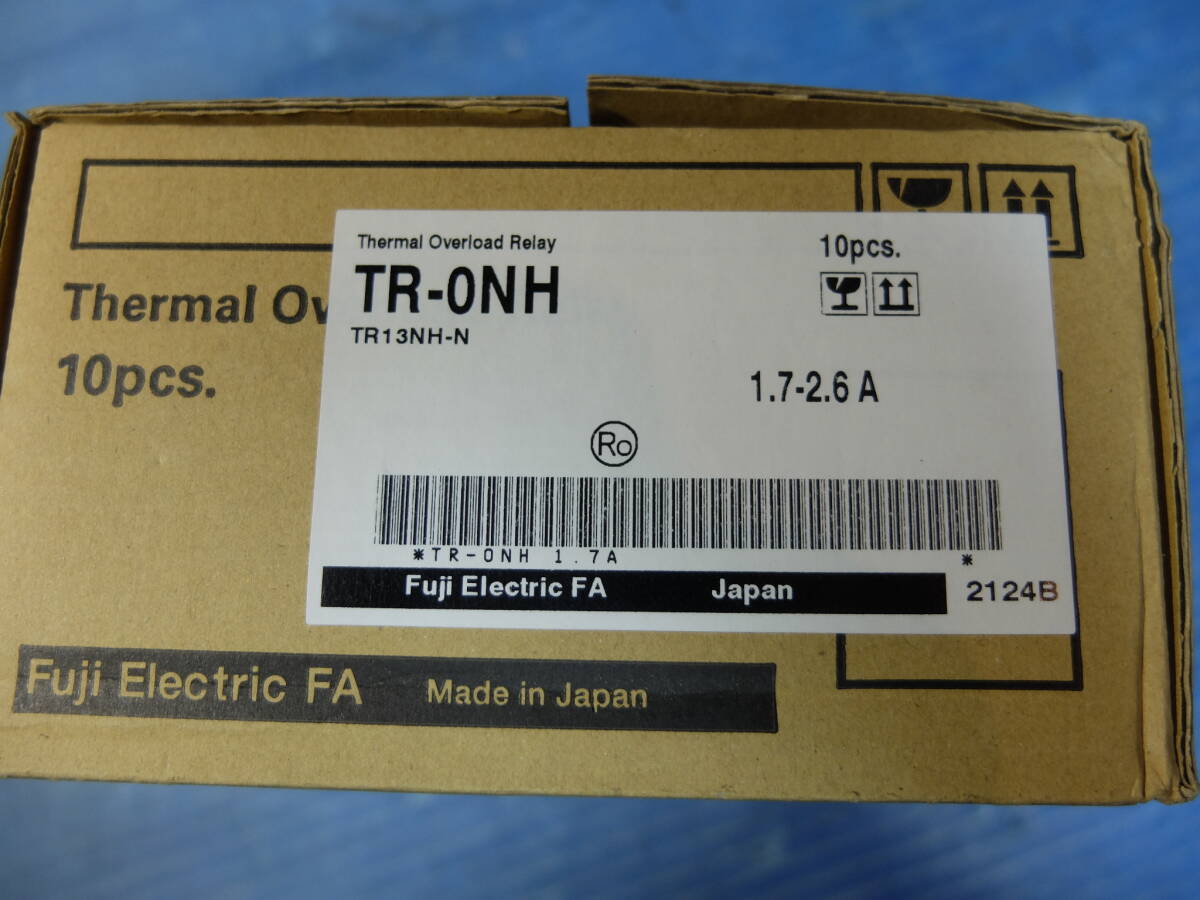 Thermal Overload Relay
10pcs.
TR-0NH
TR13NH-N
1.7-2.6 A
Ro
*TR-0NH 1.7A *
Fuji Electric FA Japan
2124B
Thermal Ov
10pcs.
Fuji Electric FA Made in Japan